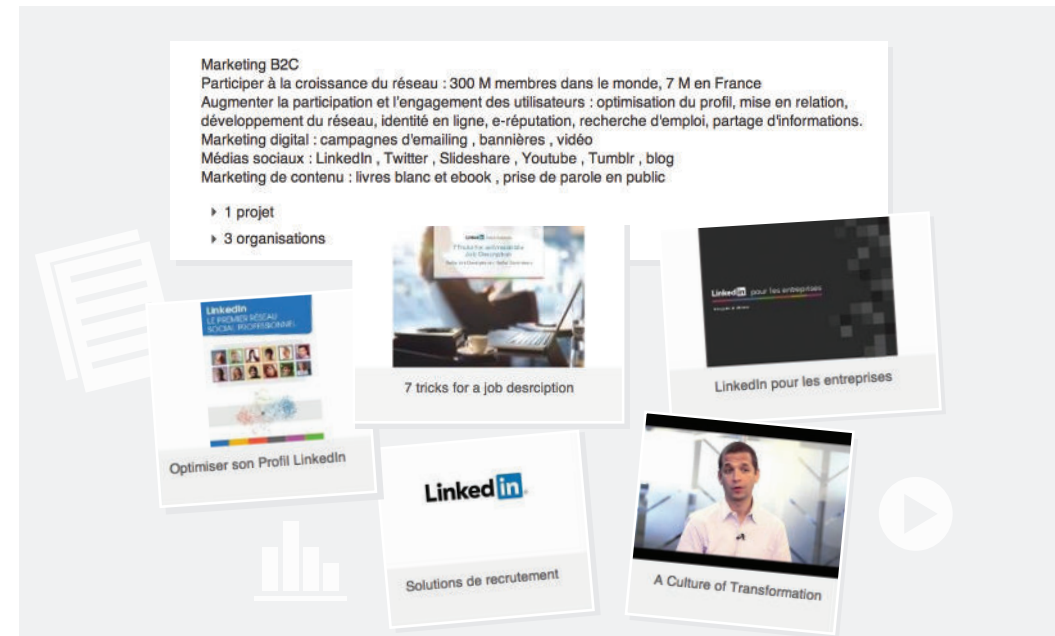 Marketing B2C
Participer à la croissance du réseau : 300 M membres dans le monde, 7 M en France
Augmenter la participation et l'engagement des utilisateurs : optimisation du profil, mise en relation,
développement du réseau, identité en ligne, e-réputation, recherche d'emploi, partage d'informations.
Marketing digital : campagnes d'emailing , bannières , vidéo
Médias sociaux : LinkedIn , Twitter , Slideshare , Youtube , Tumblr , blog
Marketing de contenu : livres blanc et ebook , prise de parole en public
1 projet
3 organisations
LinkedIn
LE PREMIER RÉSEAU
SOCIAL PROFESSIONNEL
Optimiser son Profil LinkedIn
LinkedIn
Job Description
7 tricks for a job desrciption
LinkedIn pour les entreprises
LinkedIn pour les entreprises
Linked in
Solutions de recrutement
A Culture of Transformation